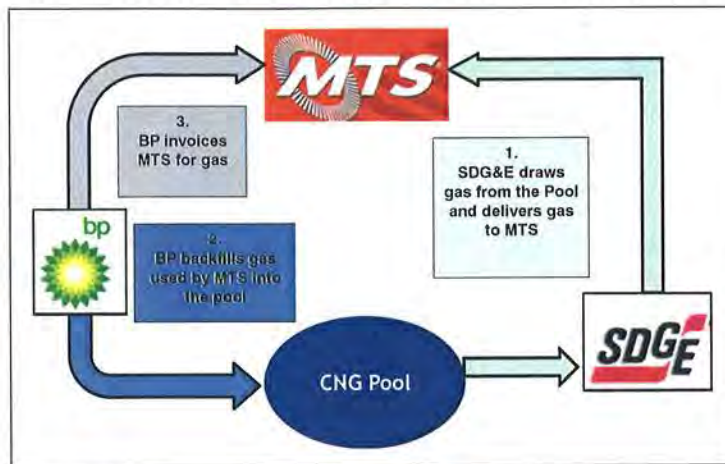 MTS
3.
BP invoices
MTS for gas
1.
SDG&E draws
gas from the Pool
and delivers gas
to MTS
bp
2.
BP backfills gas
used by MTS into
the pool
CNG Pool
SDGE